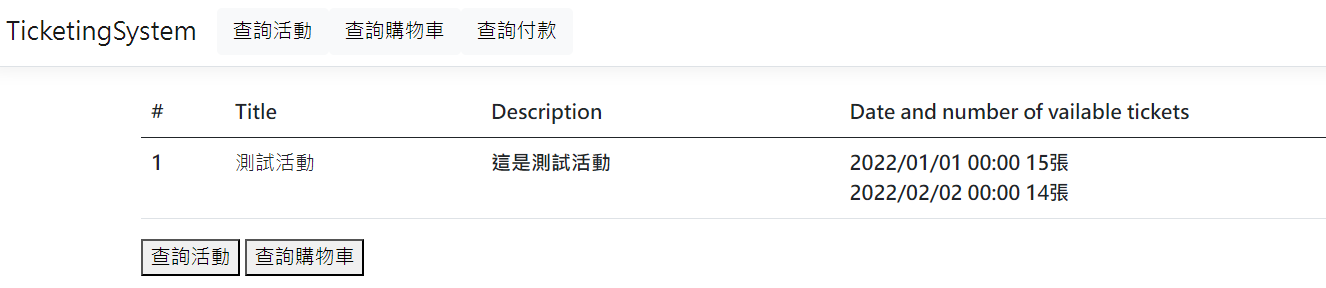 TicketingSystem 查詢活動 查詢購物車 查詢付款
# Title Description Date and number of vailable tickets
1 測試活動 這是測試活動 2022/01/01 00:00 15張
2022/02/02 00:00 14張
查詢活動 查詢購物車